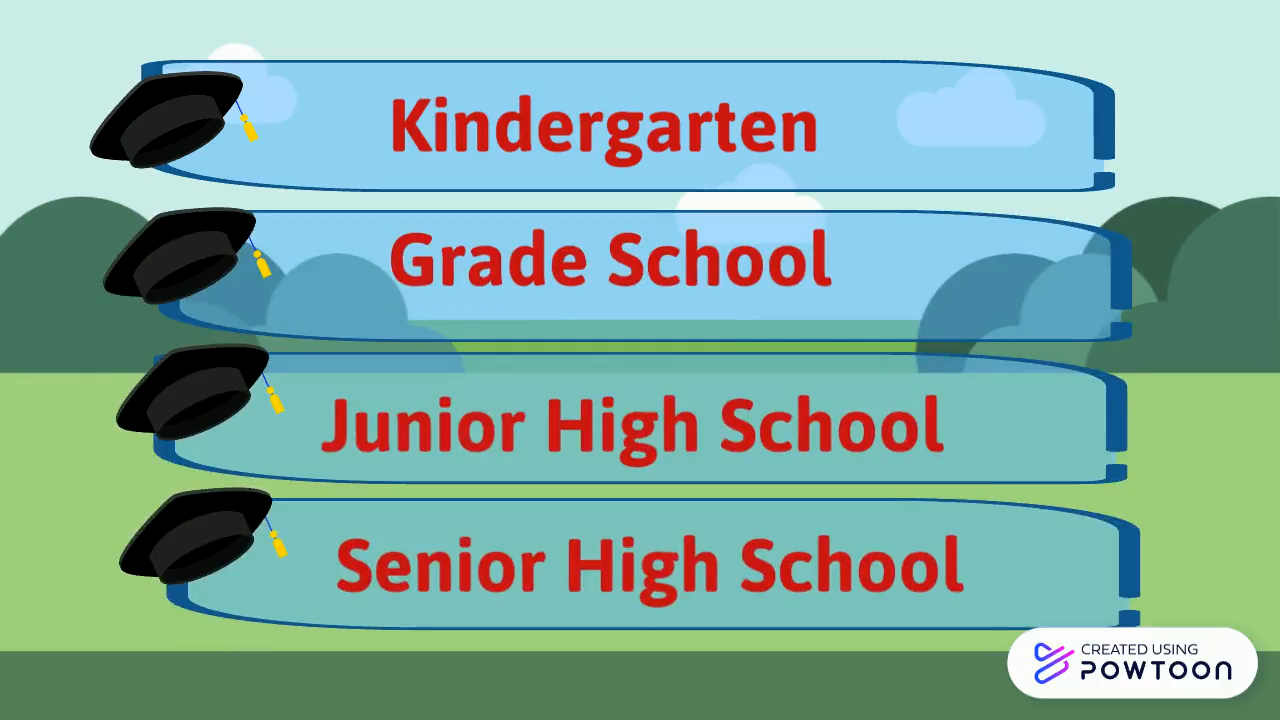 Kindergarten
Grade School
Junior High School
Senior High School
CREATED USING
POWTOON